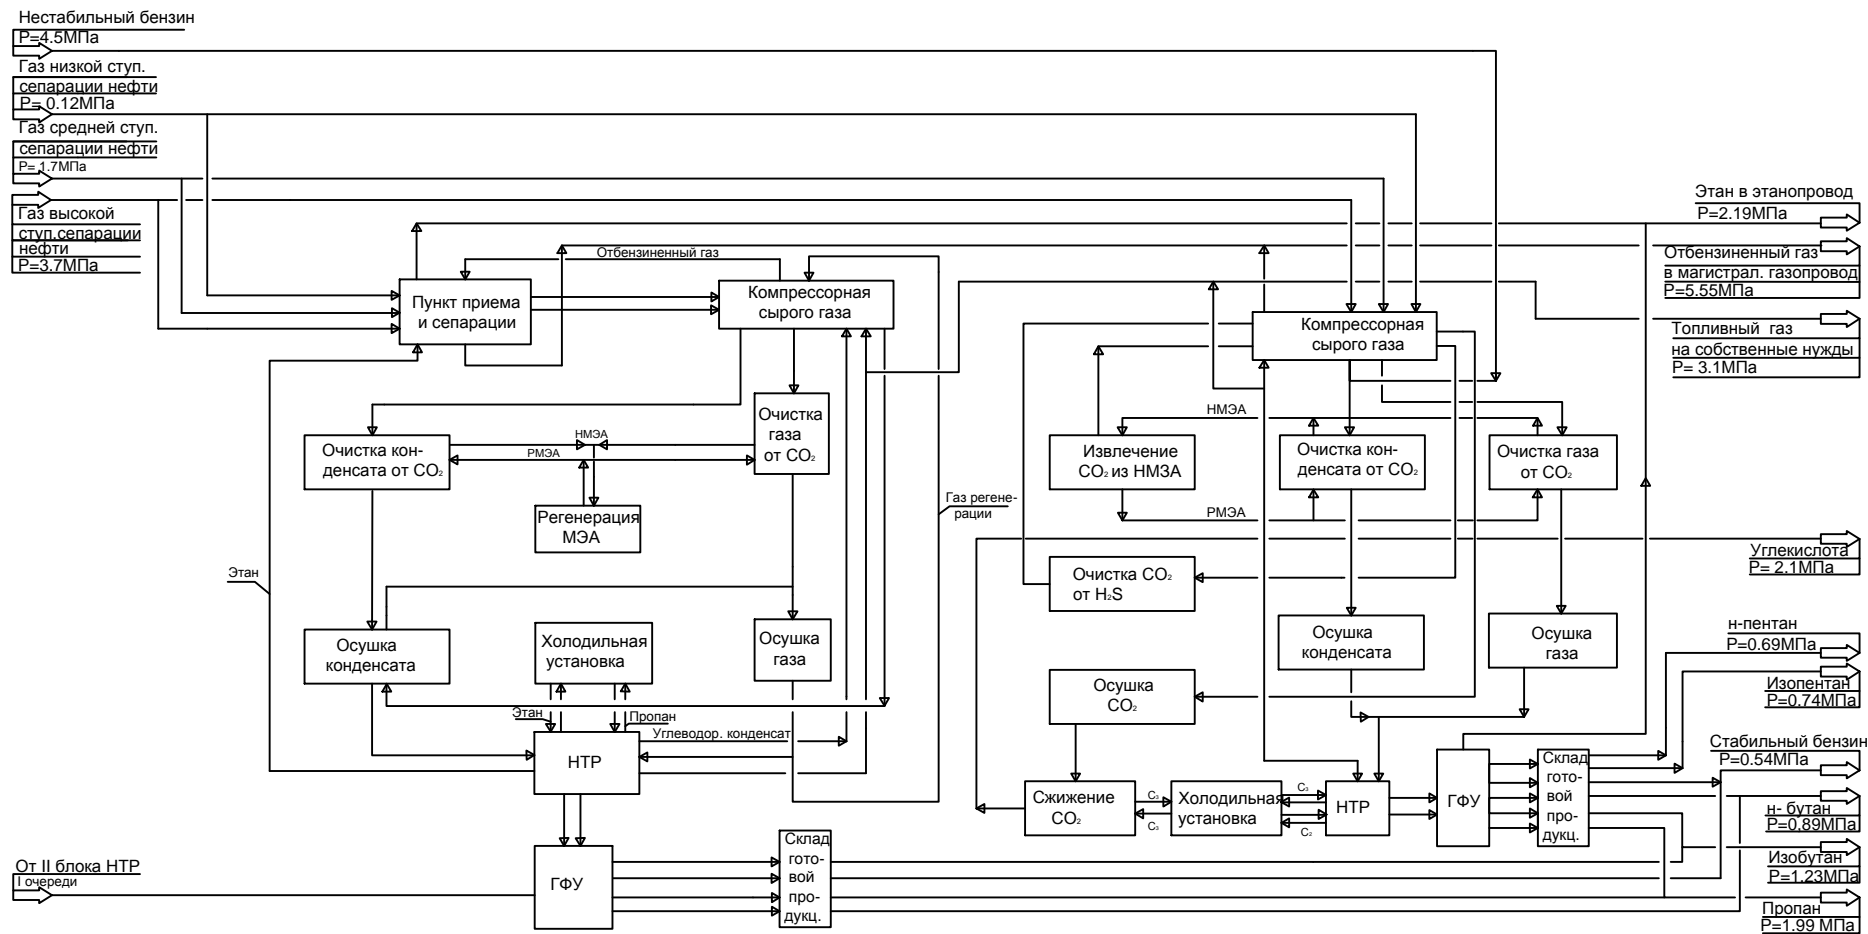 Нестабильный бензин
P=4.5МПа
Газ низкой ступ.
сепарации нефти
P= 0.12МПа
Газ средней ступ.
сепарации нефти
P= 1.7МПа
Газ высокой
ступ.сепарации
нефти
P=3.7МПа
Отбензиненный газ
Пункт приема
и сепарации
Компрессорная
сырого газа
Очистка кон-
денсата от CO₂
НМЭА
РМЭА
Очистка
газа
от CO₂
Регенерация
МЭА
Газ регене-
рации
Этан
Осушка
конденсата
Холодильная
установка
Осушка
газа
Этан
Пропан
Углеводор. конденсат
НТР
От II блока НТР
I очереди
ГФУ
Склад
гото-
вой
про-
дукц.
Компрессорная
сырого газа
НМЭА
Извлечение
CO₂ из НМЗА
Очистка кон-
денсата от CO₂
Очистка газа
от CO₂
РМЭА
Очистка CO₂
от H₂S
Осушка
конденсата
Осушка
газа
Осушка
CO₂
Сжижение
CO₂
C₃
C₃
Холодильная
установка
C₃
C₂
НТР
ГФУ
Склад
гото-
вой
про-
дукц.
Этан в этанопровод
P=2.19МПа
Отбензиненный газ
в магистрал. газопровод
P=5.55МПа
Топливный газ
на собственные нужды
P= 3.1МПа
Углекислота
P= 2.1МПа
н-пентан
P=0.69МПа
Изопентан
P=0.74МПа
Стабильный бензин
P=0.54МПа
н- бутан
P=0.89МПа
Изобутан
P=1.23МПа
Пропан
P=1.99 МПа